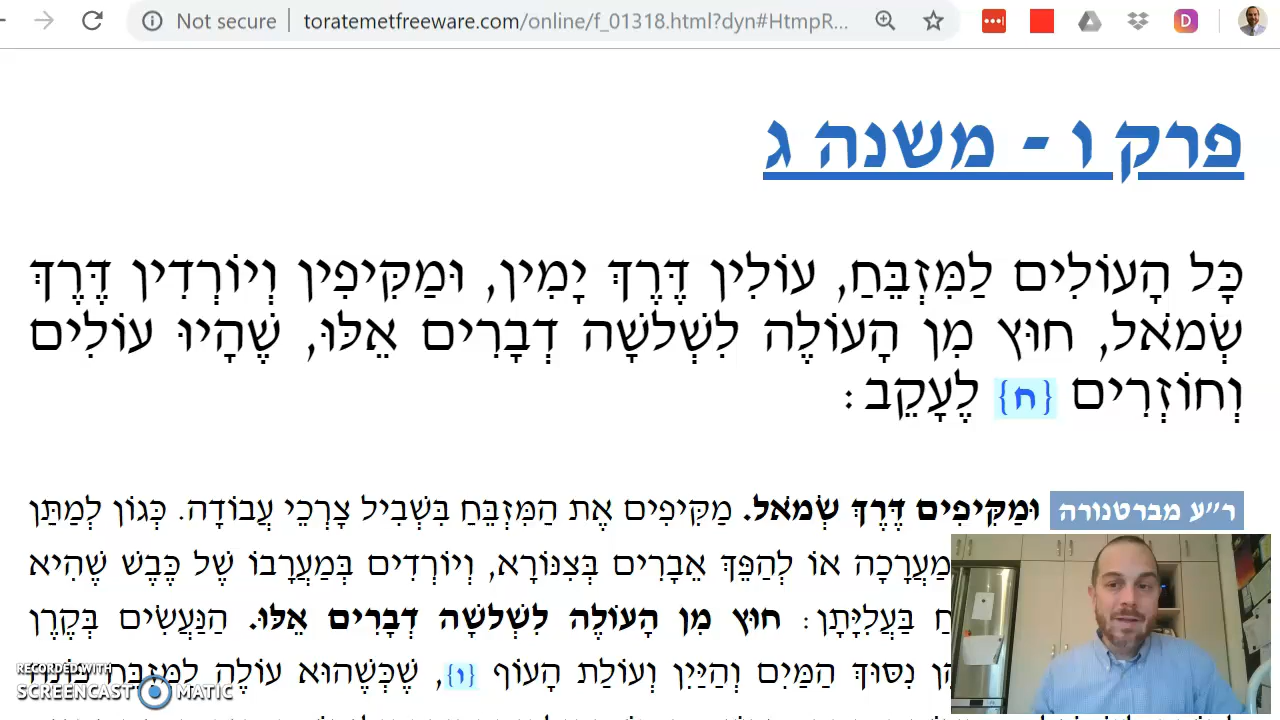 Not secure
toratemetfreeware.com/online/f_01318.html?dyn#HtmpR...
D
פרק ו - משנה ג
כָּל הָעוֹלִים לַמִּזְבֵּחַ, עוֹלִין דֶּרֶךְ יָמִין, וּמַקִּיפִין וְיוֹרְדִין דֶּרֶךְ
שְׂמֹאל, חוּץ מִן הָעוֹלֶה לִשְׁלֹשָׁה דְבָרִים אֵלּוּ, שֶׁהָיוּ עוֹלִים
וְחוֹזְרִים {ח} לֶעָקֵב:
ר"ע מברטנורה וּמַקִּיפִים דֶּרֶךְ שְׂמֹאל. מַקִּיפִים אֶת הַמִּזְבֵּחַ בִּשְׁבִיל צָרְכֵי עֲבוֹדָה. כְּגוֹן לְמַתַּן
מַעֲרָכָה אוֹ לְהַפֵּךְ אֵבָרִים בְּצִנּוֹרָא, וְיוֹרְדִים בְּמַעֲרָבוֹ שֶׁל כֶּבֶשׁ שֶׁהִיא
בַּעֲלִיָּתָן: חוּץ מִן הָעוֹלֶה לִשְׁלֹשָׁה דְבָרִים אֵלּוּ. הַנַּעֲשִׂים בְּקֶרֶן
נִסּוּךְ הַמַּיִם וְהַיַּיִן וְעוֹלַת הָעוֹף {ו}, שֶׁכְּשֶׁהוּא עוֹלֶה לַמִּזְבֵּחַ
RECORDED WITH
SCREENCAST MATIC